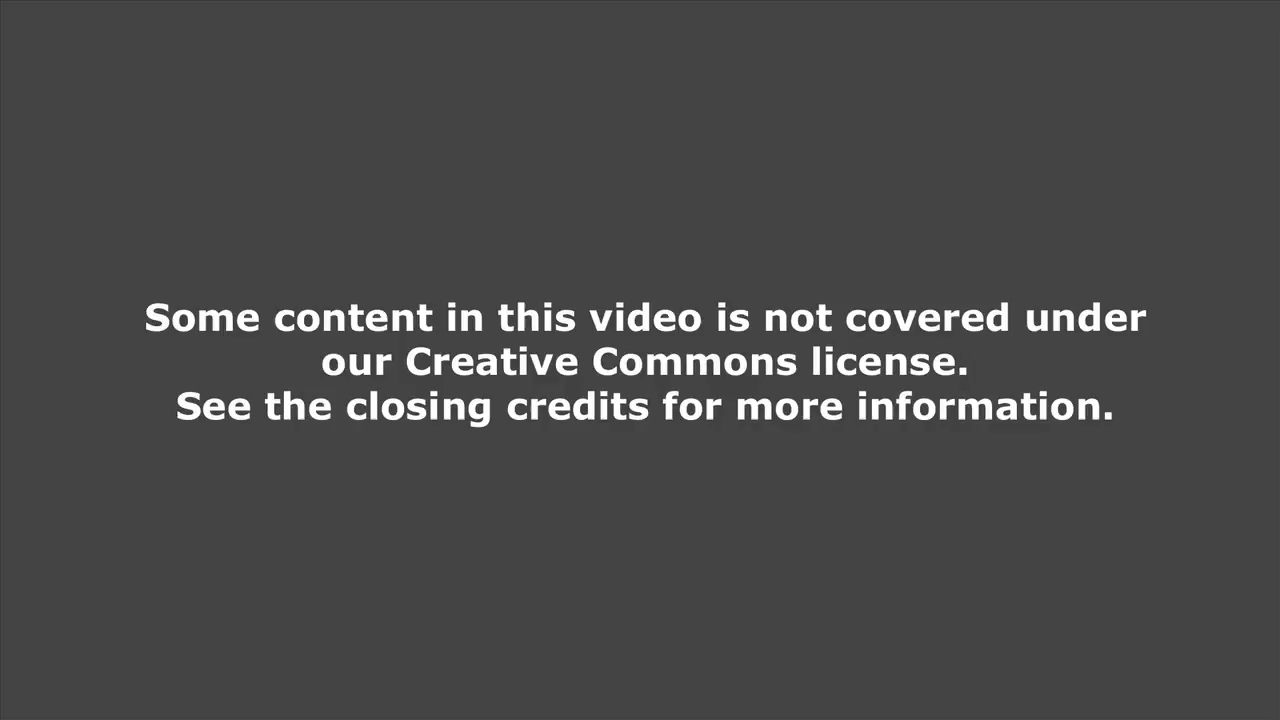 Some content in this video is not covered under
our Creative Commons license.
See the closing credits for more information.